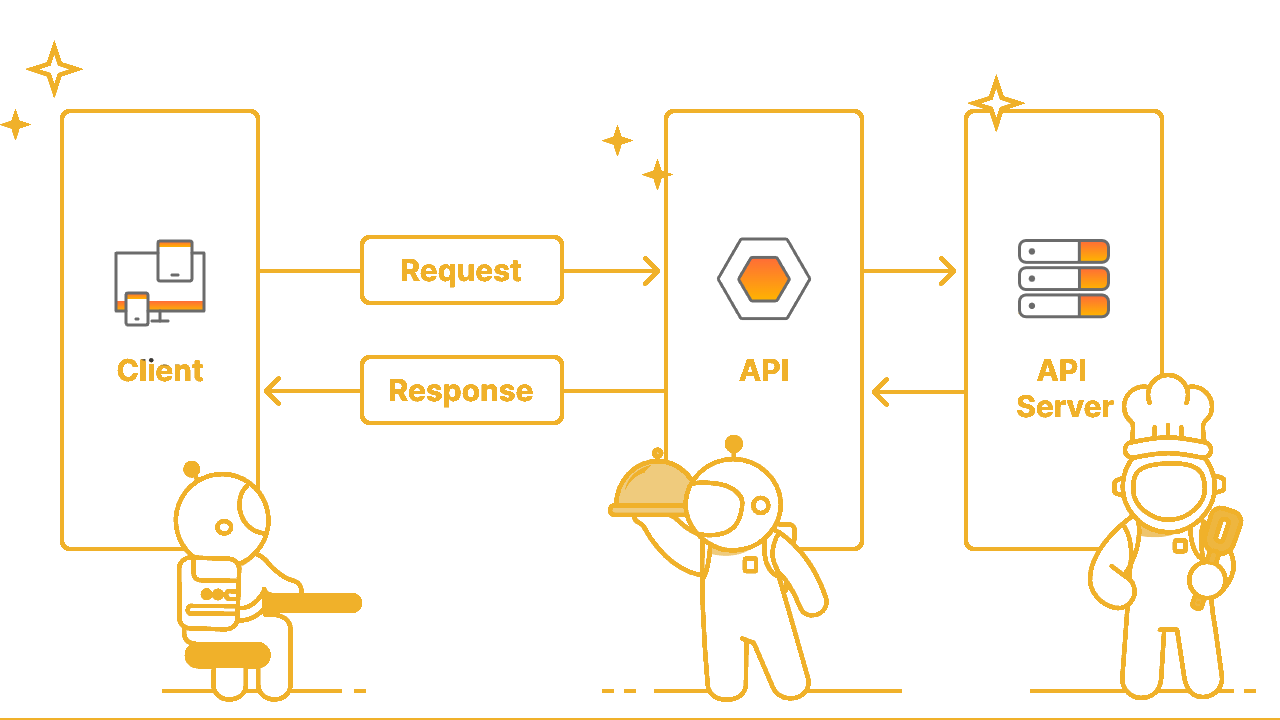 Request
Client
API
API
Server
Response